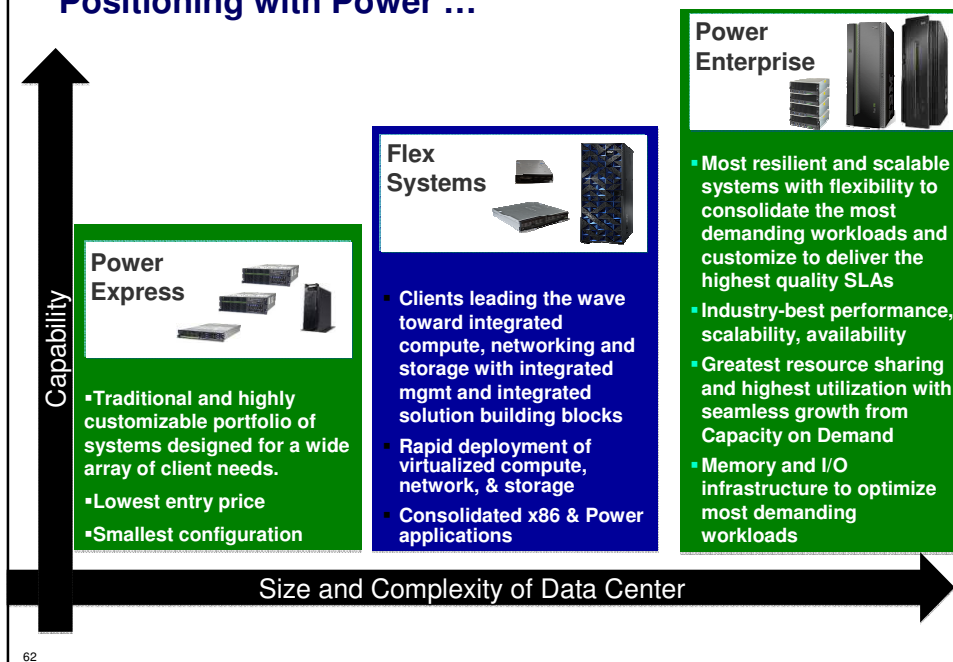 Positioning with Power …
Capability
Power
Express
▪Traditional and highly
customizable portfolio of
systems designed for a wide
array of client needs.
▪Lowest entry price
▪Smallest configuration
Flex
Systems
▪ Clients leading the wave
toward integrated
compute, networking and
storage with integrated
mgmt and integrated
solution building blocks
▪ Rapid deployment of
virtualized compute,
network, & storage
▪ Consolidated x86 & Power
applications
Power
Enterprise
▪ Most resilient and scalable
systems with flexibility to
consolidate the most
demanding workloads and
customize to deliver the
highest quality SLAs
▪ Industry-best performance,
scalability, availability
▪ Greatest resource sharing
and highest utilization with
seamless growth from
Capacity on Demand
▪ Memory and I/O
infrastructure to optimize
most demanding
workloads
Size and Complexity of Data Center
62